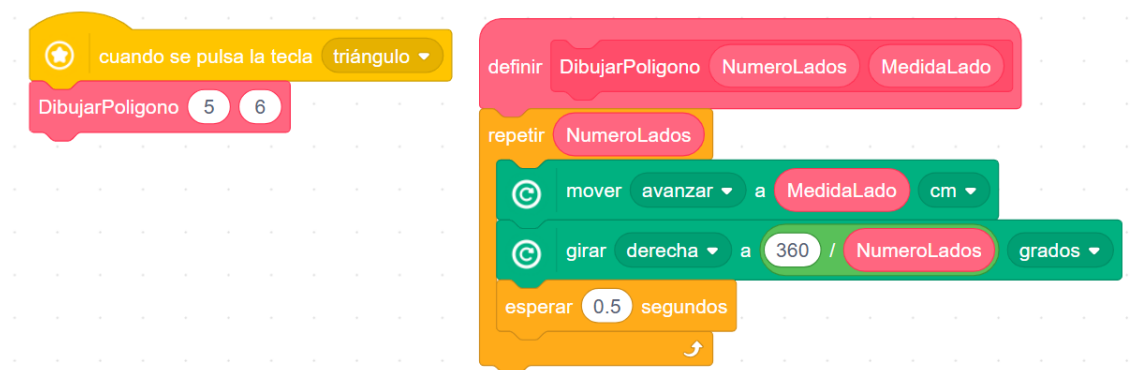 cuando se pulsa la tecla triángulo
DibujarPoligono 5 6
definir DibujarPoligono NumeroLados MedidaLado
repetir NumeroLados
mover avanzar a MedidaLado cm
girar derecha a 360 / NumeroLados grados
esperar 0.5 segundos